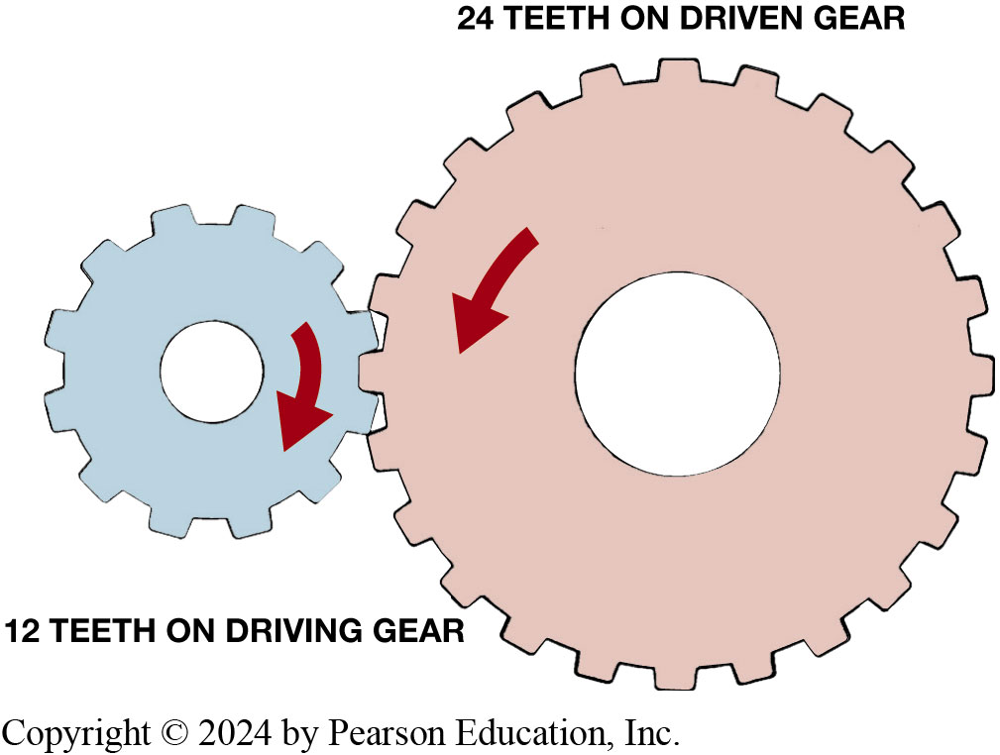 24 TEETH ON DRIVEN GEAR
12 TEETH ON DRIVING GEAR
Copyright © 2024 by Pearson Education, Inc.